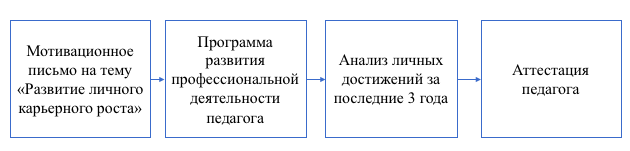 Мотивационное
письмо на тему
«Развитие личного
карьерного роста»
Программа
развития
профессиональной
деятельности
педагога
Анализ личных
достижений за
последние 3 года
Аттестация
педагога